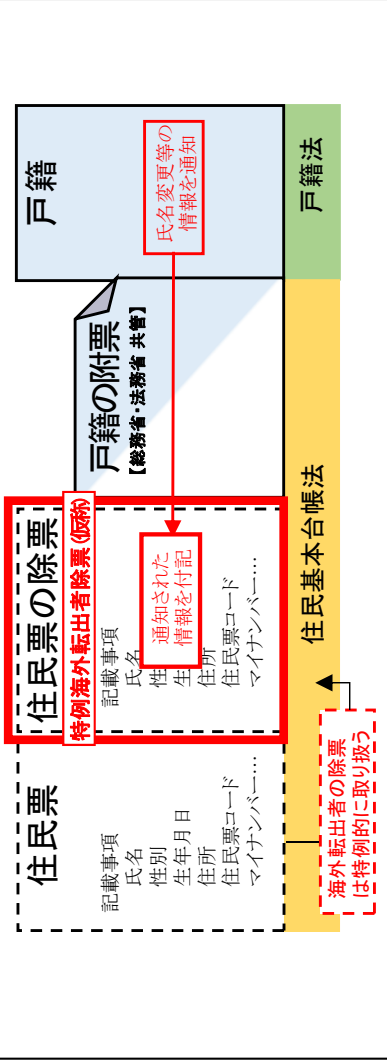 住民票
記載事項
氏名
性別
生年月日
住所
住民票コード
マイナンバー…
住民票の除票
特例海外転出者除票(仮称)
記載事項
氏名
性
生
住所
住民票コード
マイナンバー…
通知された
情報を付記
戸籍の附票
【総務省・法務省 共管】
戸籍
氏名変更等の
情報を通知
住民基本台帳法
戸籍法
海外転出者の除票
は特例的に取り扱う